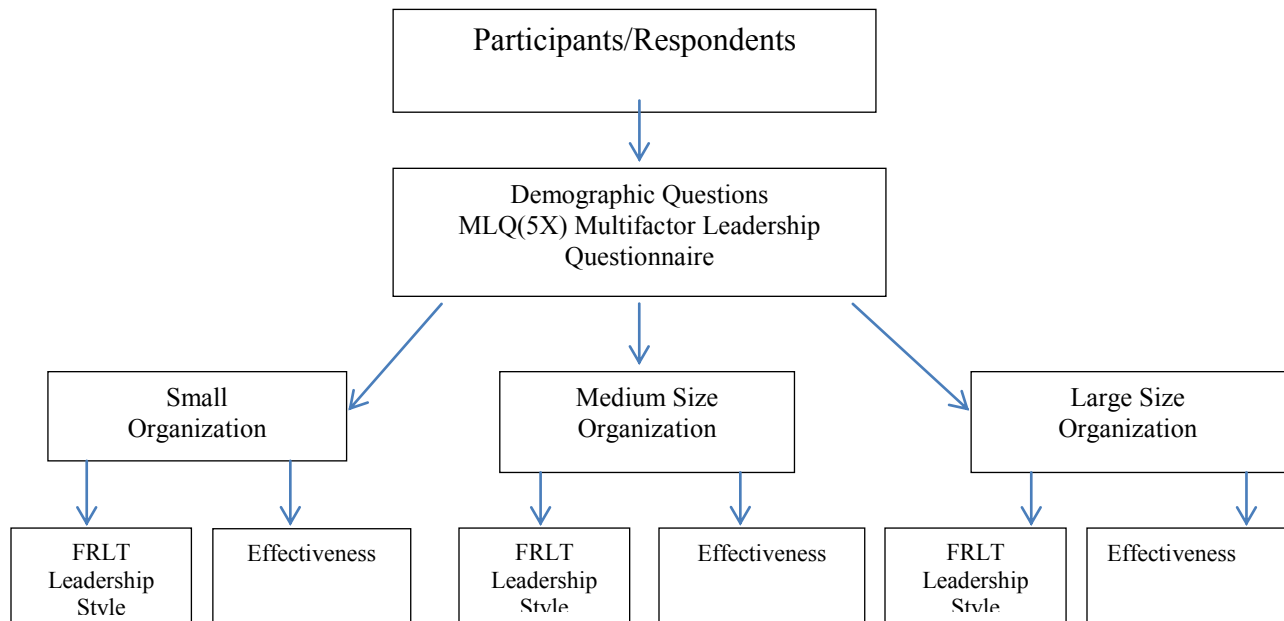 Participants/Respondents
Demographic Questions
MLQ(5X) Multifactor Leadership
Questionnaire
Small
Organization
Medium Size
Organization
Large Size
Organization
FRLT
Leadership
Style
Effectiveness
FRLT
Leadership
Style
Effectiveness
FRLT
Leadership
Style
Effectiveness